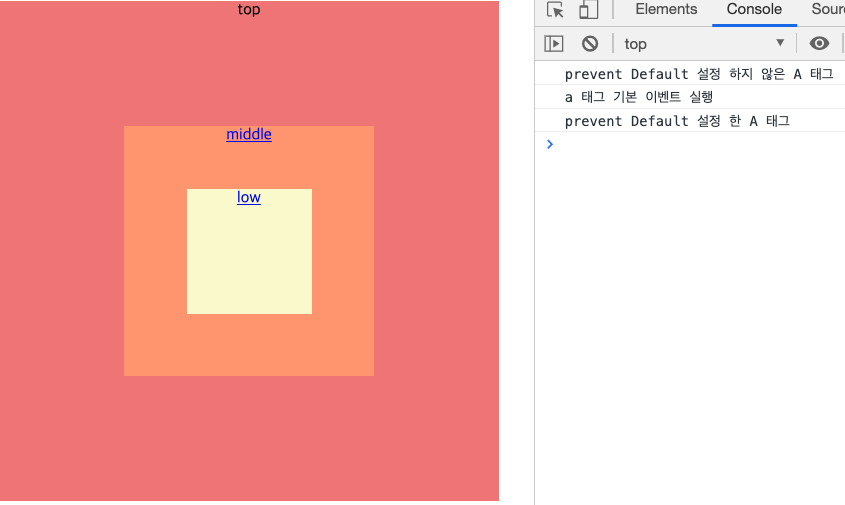 top
middle
low
Elements Console Sour
top
prevent Default 설정 하지 않은 A 태그
a 태그 기본 이벤트 실행
prevent Default 설정 한 A 태그